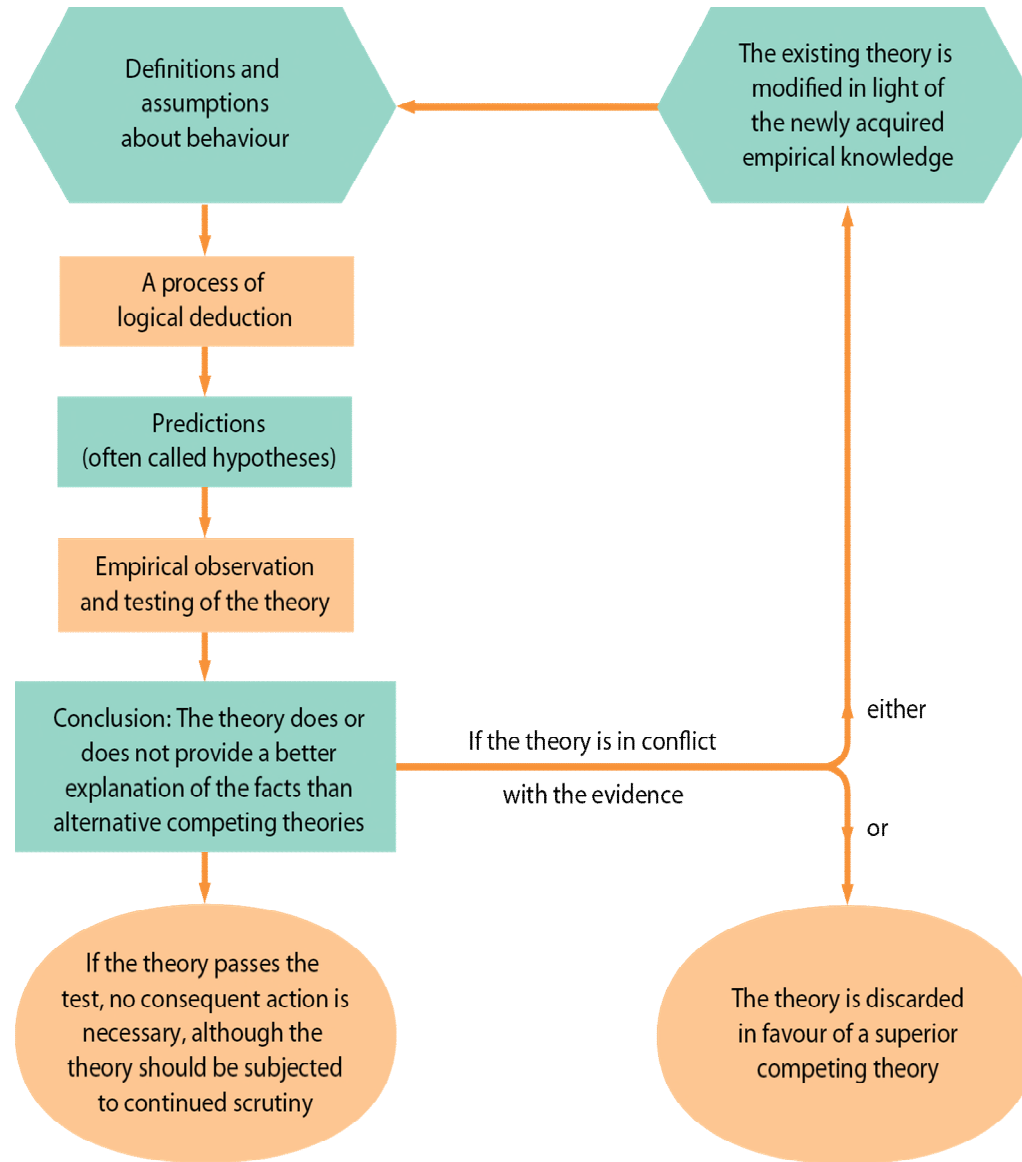 Definitions and
assumptions
about behaviour
The existing theory is
modified in light of
the newly acquired
empirical knowledge
A process of
logical deduction
Predictions
(often called hypotheses)
Empirical observation
and testing of the theory
Conclusion: The theory does or
does not provide a better
explanation of the facts than
alternative competing theories
If the theory is in conflict
with the evidence
either
or
If the theory passes the
test, no consequent action is
necessary, although the
theory should be subjected
to continued scrutiny
The theory is discarded
in favour of a superior
competing theory